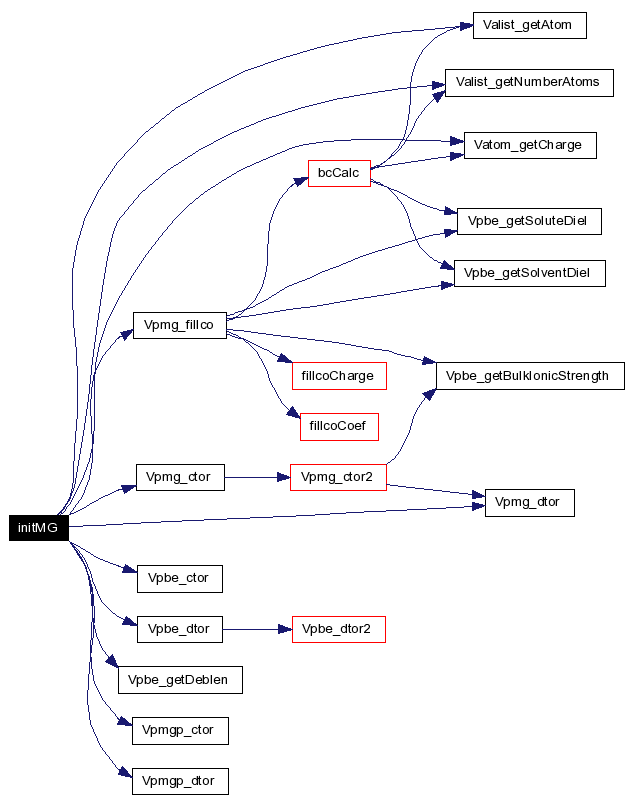 Valist_getAtom
Valist_getNumberAtoms
Vatom_getCharge
bcCalc
Vpbe_getSoluteDiel
Vpbe_getSolventDiel
Vpmg_fillco
fillcoCharge
Vpbe_getBulkIonicStrength
fillcoCoef
Vpmg_ctor
Vpmg_ctor2
Vpmg_dtor
initMG
Vpbe_ctor
Vpbe_dtor
Vpbe_dtor2
Vpbe_getDeblen
Vpmgp_ctor
Vpmgp_dtor